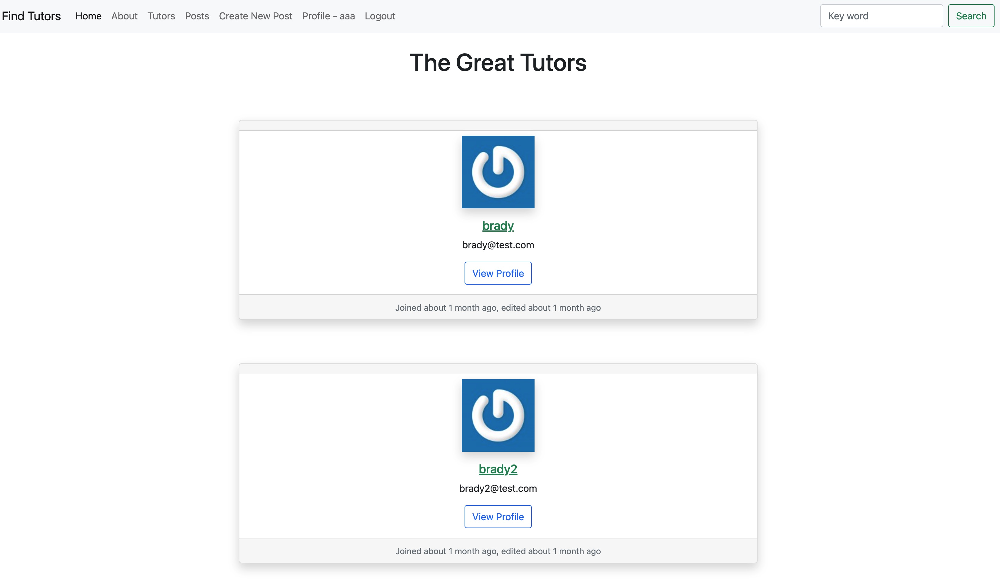 Find Tutors Home About Tutors Posts Create New Post Profile - aaa Logout Key word Search
The Great Tutors
brady
brady@test.com
View Profile
Joined about 1 month ago, edited about 1 month ago
brady2
brady2@test.com
View Profile
Joined about 1 month ago, edited about 1 month ago